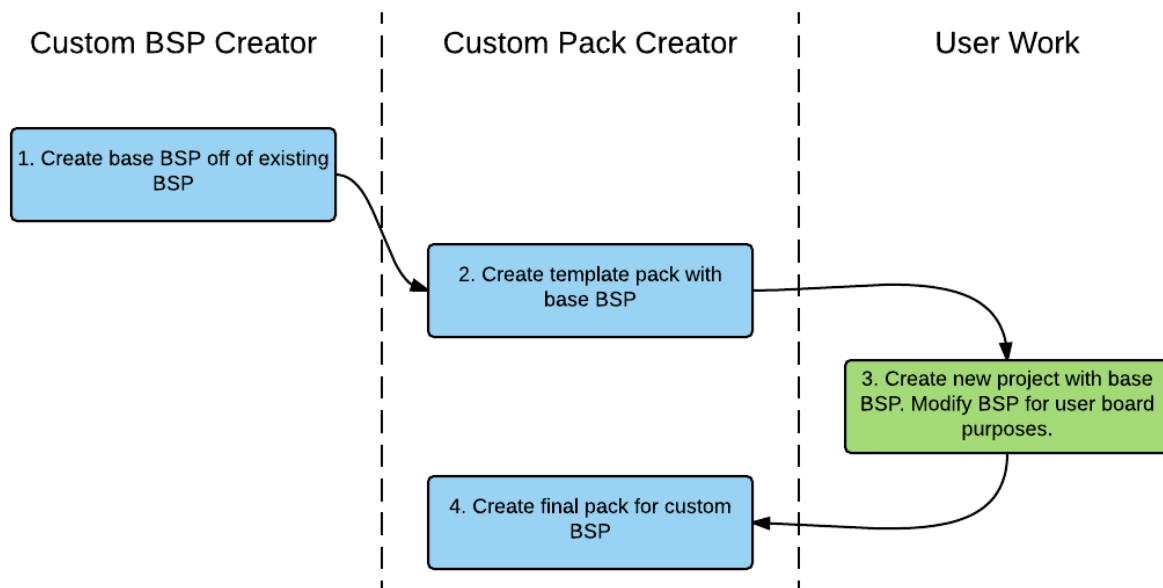 Custom BSP Creator
Custom Pack Creator
User Work
1. Create base BSP off of existing
BSP
2. Create template pack with
base BSP
3. Create new project with base
BSP. Modify BSP for user board
purposes.
4. Create final pack for custom
BSP